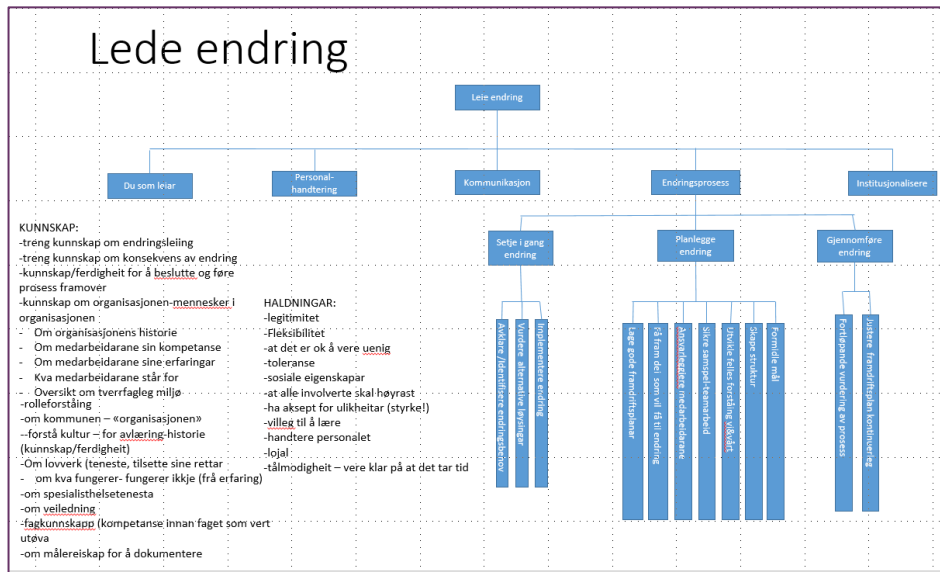 Lede endring
Leie endring
Du som leiar
Personal-
handtering
Kommunikasjon
Endringsprosess
Institusjonalisere
Setje i gang
endring
Planlegge
endring
Gjennomføre
endring
Avklare /Identifisere endringsbehov
Vurdere alternative løysingar
Implementere endring
Lage gode framdriftsplanar
Få fram dei som vil få til endring
Ansvarleggjere medarbeidarane
Sikre samspel-teamarbeid
Utvikle felles forståing vi&vårt
Skape struktur
Formidle mål
Fortløpande vurdering av prosess
Justere framdriftsplan kontinuerleg
KUNNSKAP:
-treng kunnskap om endringsleiing
-treng kunnskap om konsekvens av endring
-kunnskap/ferdigheit for å beslutte og føre
prosess framover
-kunnskap om organisasjonen-mennesker i
organisasjonen
- Om organisasjonens historie
- Om medarbeidarane sin kompetanse
- Om medarbeidarane sine erfaringar
- Kva medarbeidarane står for
- Oversikt om tverrfagleg miljø
-rolleforståing
-om kommunen – «organisasjonen»
--forstå kultur – for avlæring-historie
(kunnskap/ferdigheit)
-Om lovverk (teneste, tilsette sine rettar
- om kva fungerer- fungerer ikkje (frå erfaring)
-om spesialisthelsetenesta
-om veiledning
-fagkunnskapp (kompetanse innan faget som vert
utøva
-om målereiskap for å dokumentere
HALDNINGAR:
-legitimitet
-Fleksibilitet
-at det er ok å vere uenig
-toleranse
-sosiale eigenskapar
-at alle involverte skal høyrast
-ha aksept for ulikheitar (styrke!)
-villeg til å lære
-handtere personalet
-lojal
-tålmodigheit – vere klar på at det tar tid